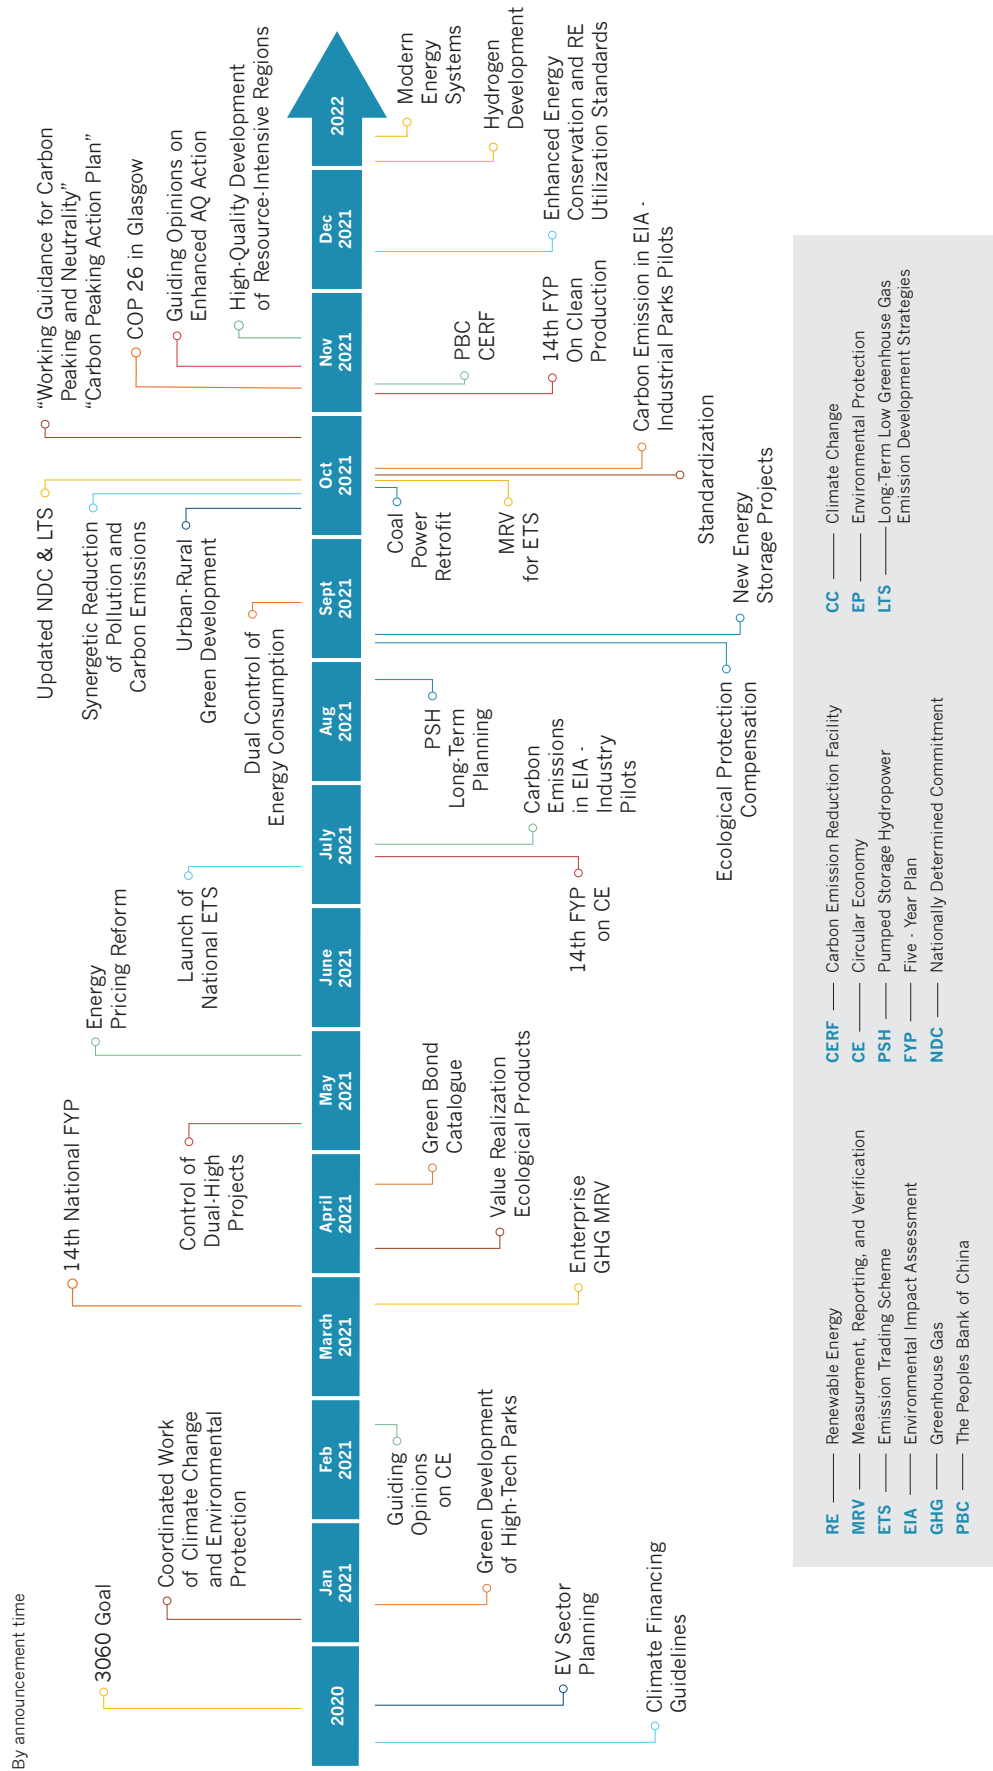 By announcement time
3060 Goal
Coordinated Work
of Climate Change
and Environmental
Protection
14th National FYP
Control of
Dual-High
Projects
Energy
Pricing Reform
Launch of
National ETS
Dual Control of
Energy Consumption
Urban-Rural
Green Development
Synergetic Reduction
of Pollution and
Carbon Emissions
Updated NDC & LTS
“Working Guidance for Carbon
Peaking and Neutrality”
“Carbon Peaking Action Plan”
COP 26 in Glasgow
Guiding Opinions on
Enhanced AQ Action
High-Quality Development
of Resource-Intensive Regions
2020
Jan
2021
Feb
2021
March
2021
April
2021
May
2021
June
2021
July
2021
Aug
2021
Sept
2021
Oct
2021
Nov
2021
Dec
2021
2022
Climate Financing
Guidelines
EV Sector
Planning
Green Development
of High-Tech Parks
Guiding
Opinions
on CE
Enterprise
GHG MRV
Value Realization
Ecological Products
Green Bond
Catalogue
14th FYP
on CE
Carbon
Emissions
in EIA -
Industry
Pilots
PSH
Long-Term
Planning
Ecological Protection
Compensation
New Energy
Storage Projects
Coal
Power
Retrofit
MRV
for ETS
Standardization
Carbon Emission in EIA -
Industrial Parks Pilots
14th FYP
On Clean
Production
PBC
CERF
Enhanced Energy
Conservation and RE
Utilization Standards
Hydrogen
Development
Modern
Energy
Systems
RE Renewable Energy
MRV Measurement, Reporting, and Verification
ETS Emission Trading Scheme
EIA Environmental Impact Assessment
GHG Greenhouse Gas
PBC The Peoples Bank of China
CERF Carbon Emission Reduction Facility
CE Circular Economy
PSH Pumped Storage Hydropower
FYP Five - Year Plan
NDC Nationally Determined Commitment
CC Climate Change
EP Environmental Protection
LTS Long-Term Low Greenhouse Gas
Emission Development Strategies